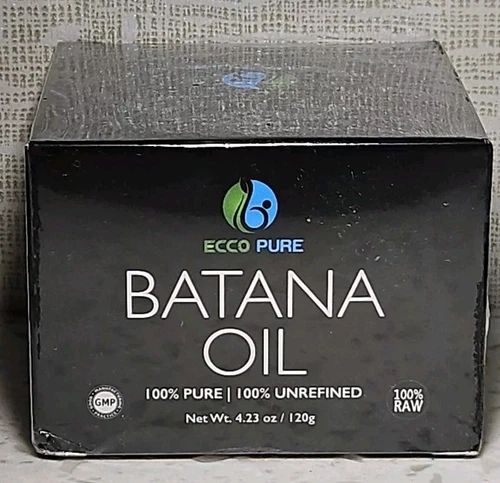 ECCO PURE
BATANA
OIL
100% PURE | 100% UNREFINED
Net Wt. 4.23 oz / 120g
GMP
100%
RAW